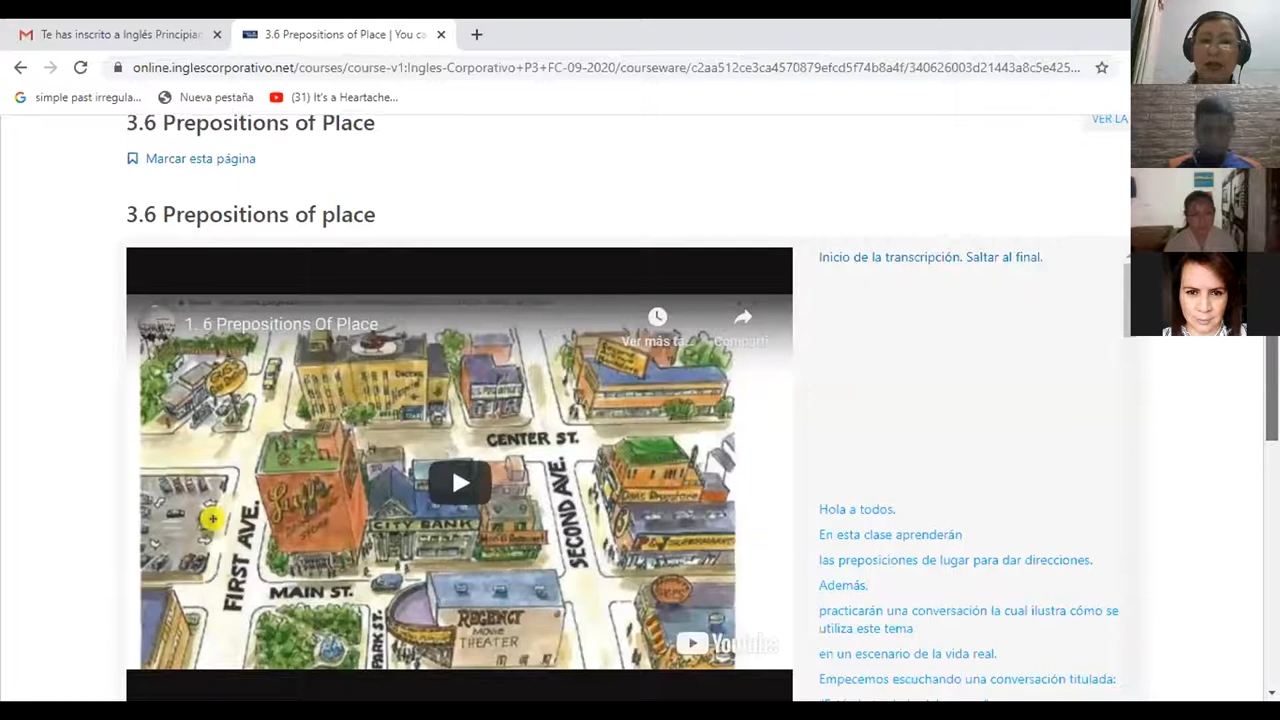 Te has inscrito a Inglés Principian
3.6 Prepositions of Place | You ca
online.inglescorporativo.net/courses/course-v1:Ingles-Corporativo+P3+FC-09-2020/courseware/c2aa512ce3ca4570879efcd5f74b8a4f/340626003d21443a8c5e425...
simple past irregula...
Nueva pestaña
(31) It's a Heartache...
3.6 Prepositions of Place
VER LA
Marcar esta página
3.6 Prepositions of place
Inicio de la transcripción. Saltar al final.
1. 6 Prepositions Of Place
Ver más ta...
Comparti
CENTER ST.
FIRST AVE.
CITY BANK
SECOND AVE.
MAIN ST.
PARK ST.
REGENCY
MOVIE
THEATER
YouTube
Hola a todos.
En esta clase aprenderán
las preposiciones de lugar para dar direcciones.
Además,
practicarán una conversación la cual ilustra cómo se
utiliza este tema
en un escenario de la vida real.
Empecemos escuchando una conversación titulada: